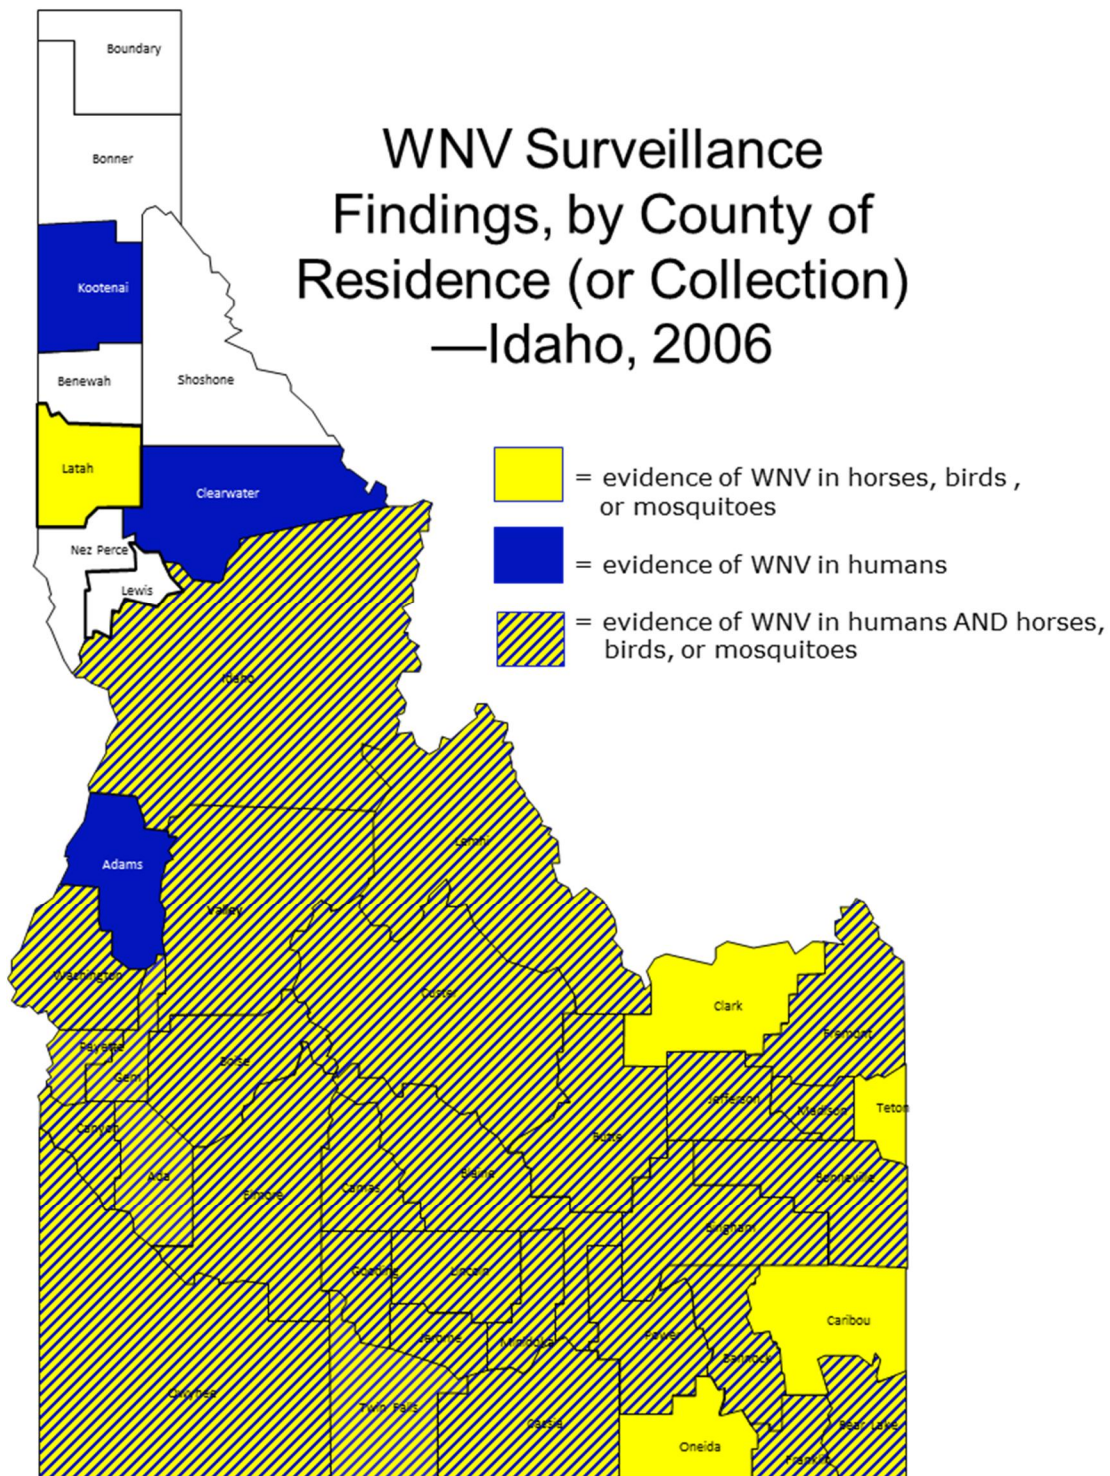 Boundary
Bonner
WNV Surveillance
Findings, by County of
Residence (or Collection)
—Idaho, 2006
Kootenai
Benewah
Shoshone
Latah
Clearwater
Nez Perce
Lewis
= evidence of WNV in horses, birds ,
or mosquitoes
= evidence of WNV in humans
= evidence of WNV in humans AND horses,
birds, or mosquitoes
Idaho
Lemhi
Adams
Valley
Washington
Custer
Clark
Fremont
Payette
Gem
Boise
Jefferson
Madison
Teton
Canyon
Butte
Ada
Elmore
Camas
Blaine
Bonneville
Bingham
Gooding
Lincoln
Caribou
Jerome
Minidoka
Power
Bannock
Owyhee
Twin Falls
Cassia
Oneida
Bear Lake
Franklin